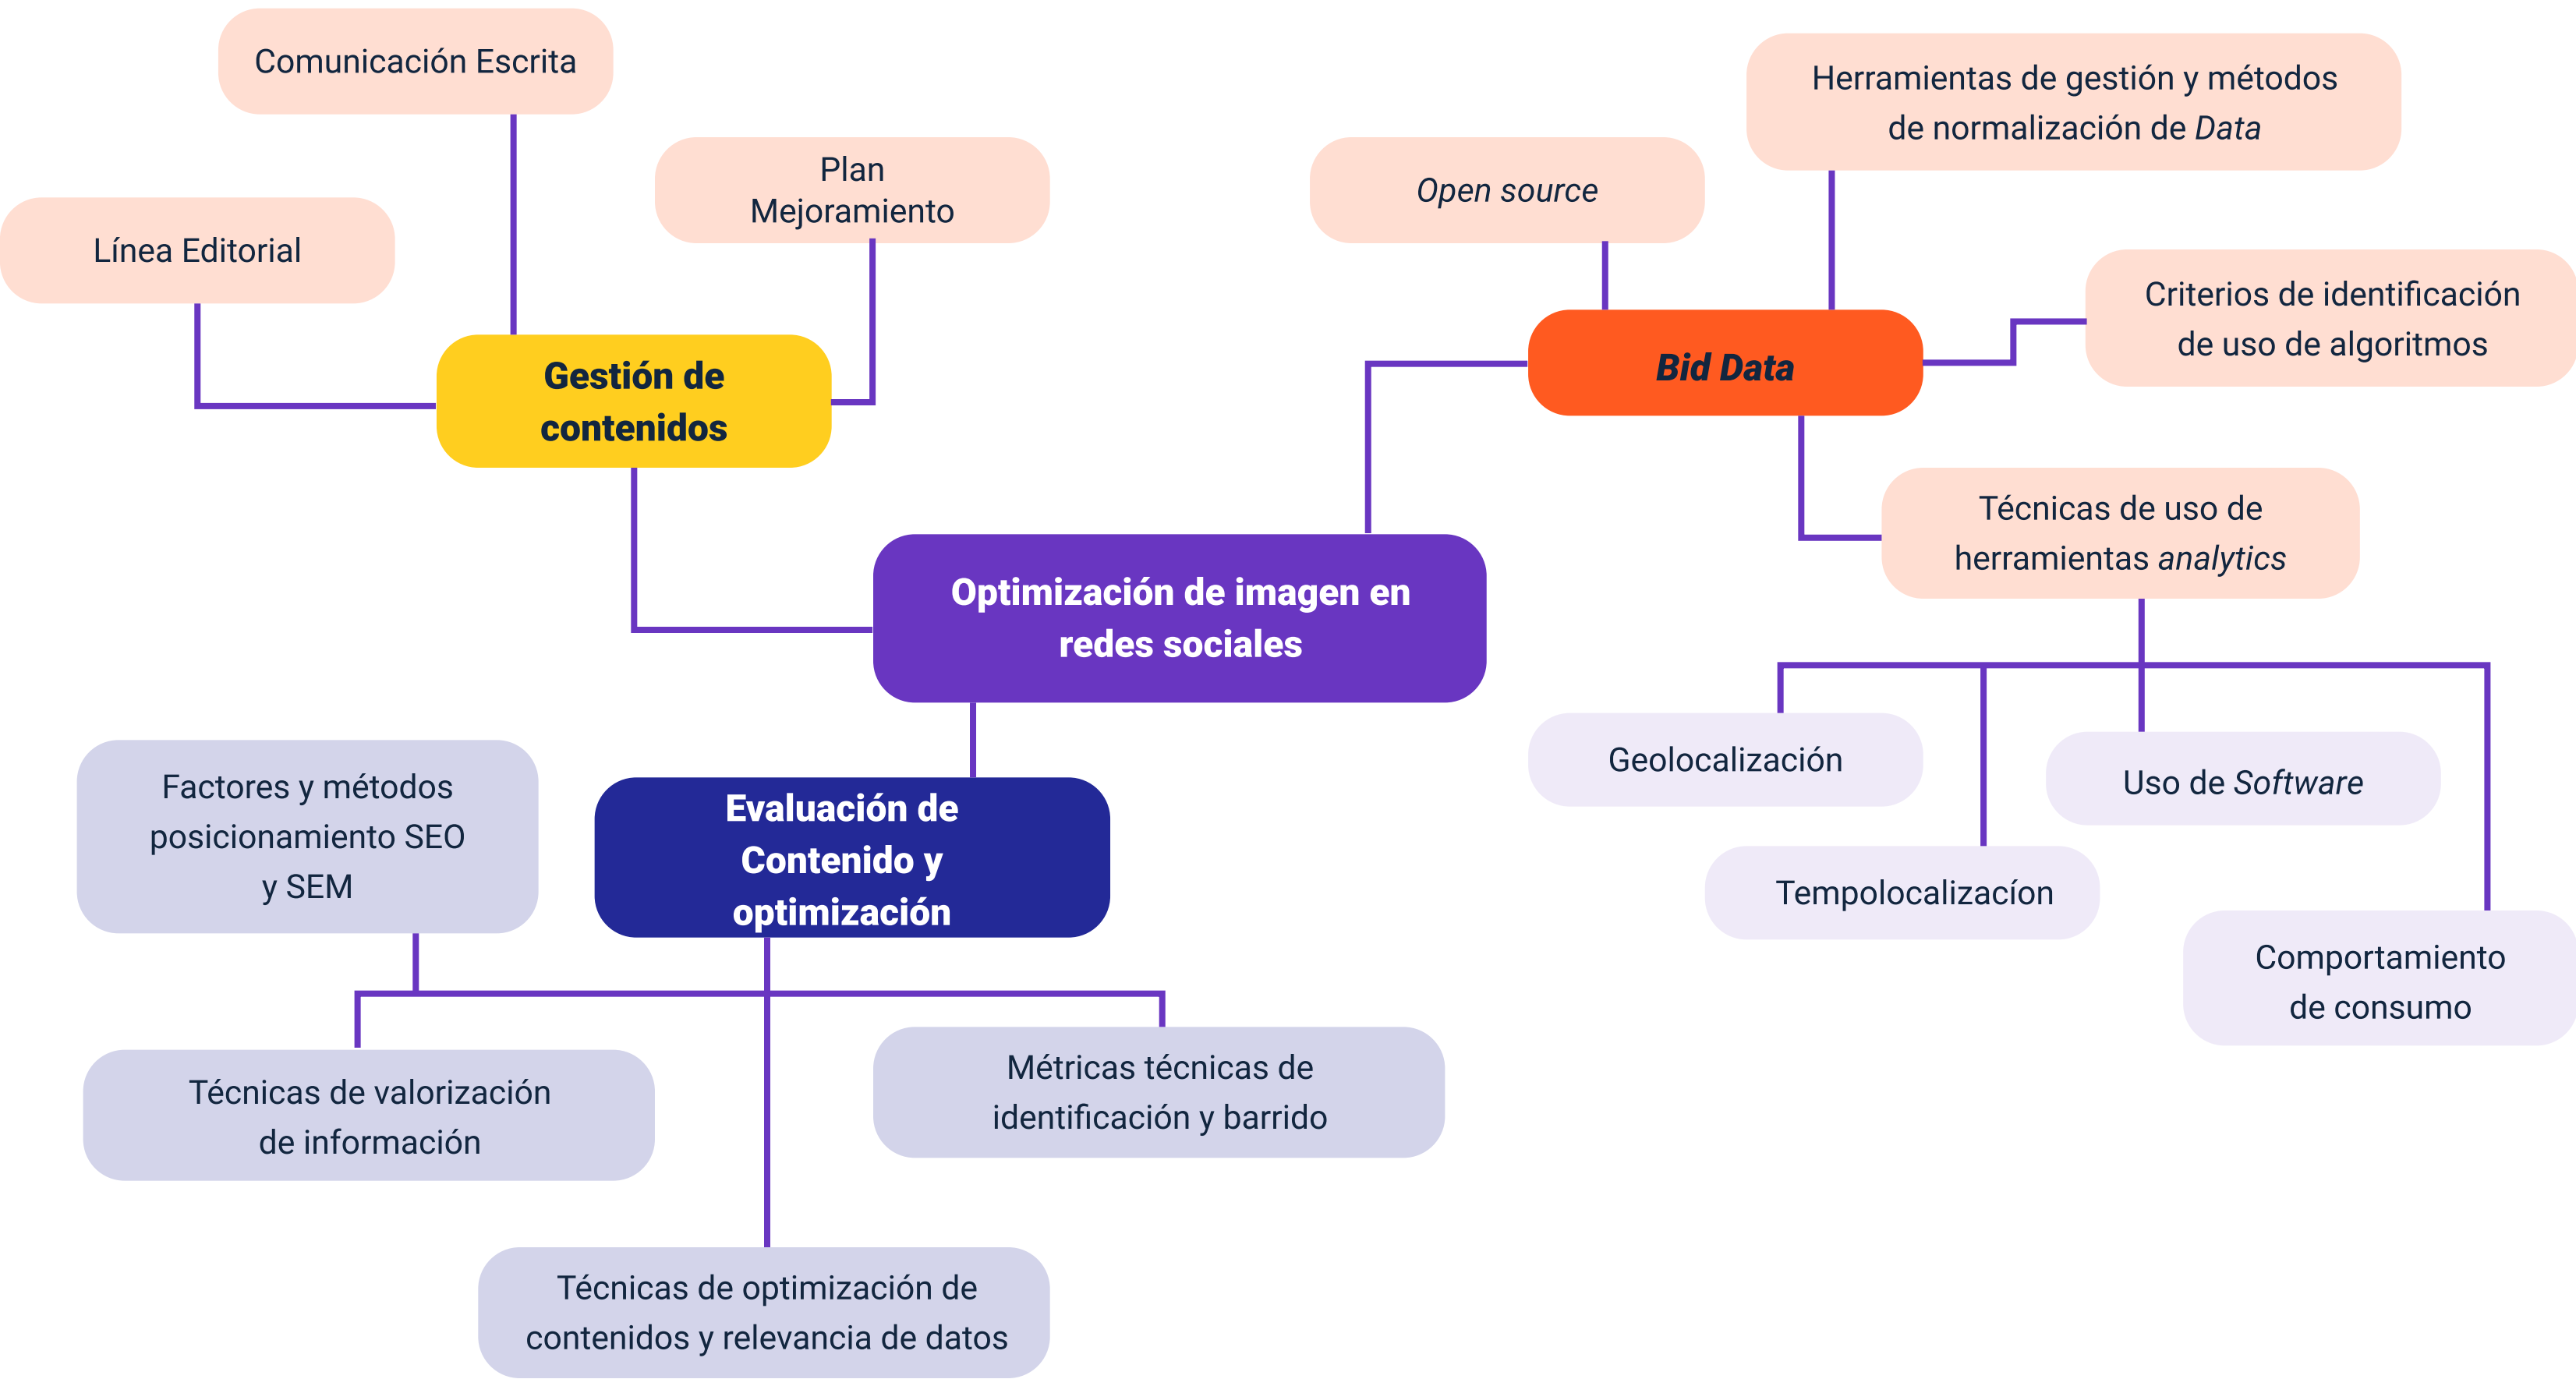 Comunicación Escrita
Línea Editorial
Plan
Mejoramiento
Gestión de
contenidos
Open source
Herramientas de gestión y métodos
de normalización de Data
Bid Data
Criterios de identificación
de uso de algoritmos
Técnicas de uso de
herramientas analytics
Optimización de imagen en
redes sociales
Geolocalización
Uso de Software
Tempolocalizacíon
Comportamiento
de consumo
Evaluación de
Contenido y
optimización
Factores y métodos
posicionamiento SEO
y SEM
Técnicas de valorización
de información
Métricas técnicas de
identificación y barrido
Técnicas de optimización de
contenidos y relevancia de datos